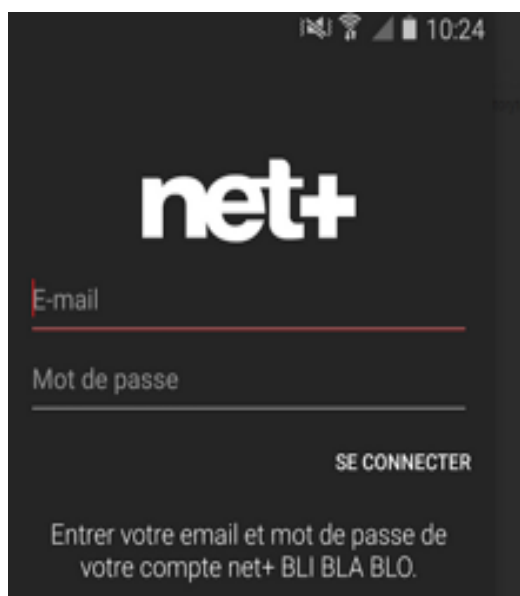 10:24
net+
E-mail
Mot de passe
SE CONNECTER
Entrer votre email et mot de passe de
votre compte net+ BLI BLA BLO.